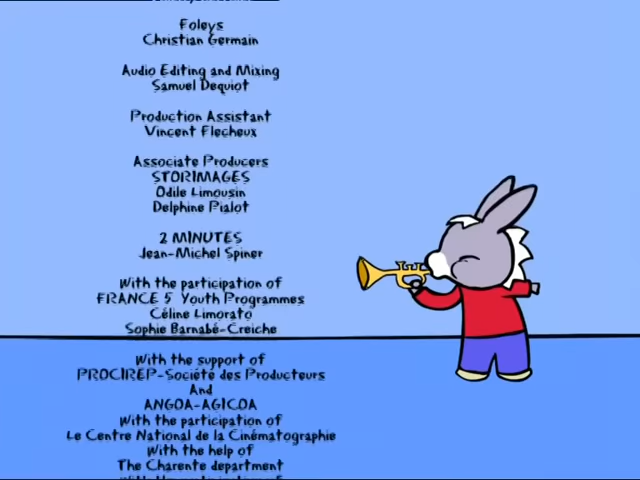 Foleys
Christian Germain
Audio Editing and Mixing
Samuel Dequiot
Production Assistant
Vincent Flecheux
Associate Producers
STORIMAGES
Odile Limousin
Delphine Pialot
2 MINUTES
Jean-Michel Spiner
With the participation of
FRANCE 5 Youth Programmes
Céline Limorato
Sophie Barnabé-Creiche
With the support of
PROCIREP-Société des Producteurs
And
ANGOA-AGICOA
With the participation of
Le Centre National de la Cinématographie
With the help of
The Charente department